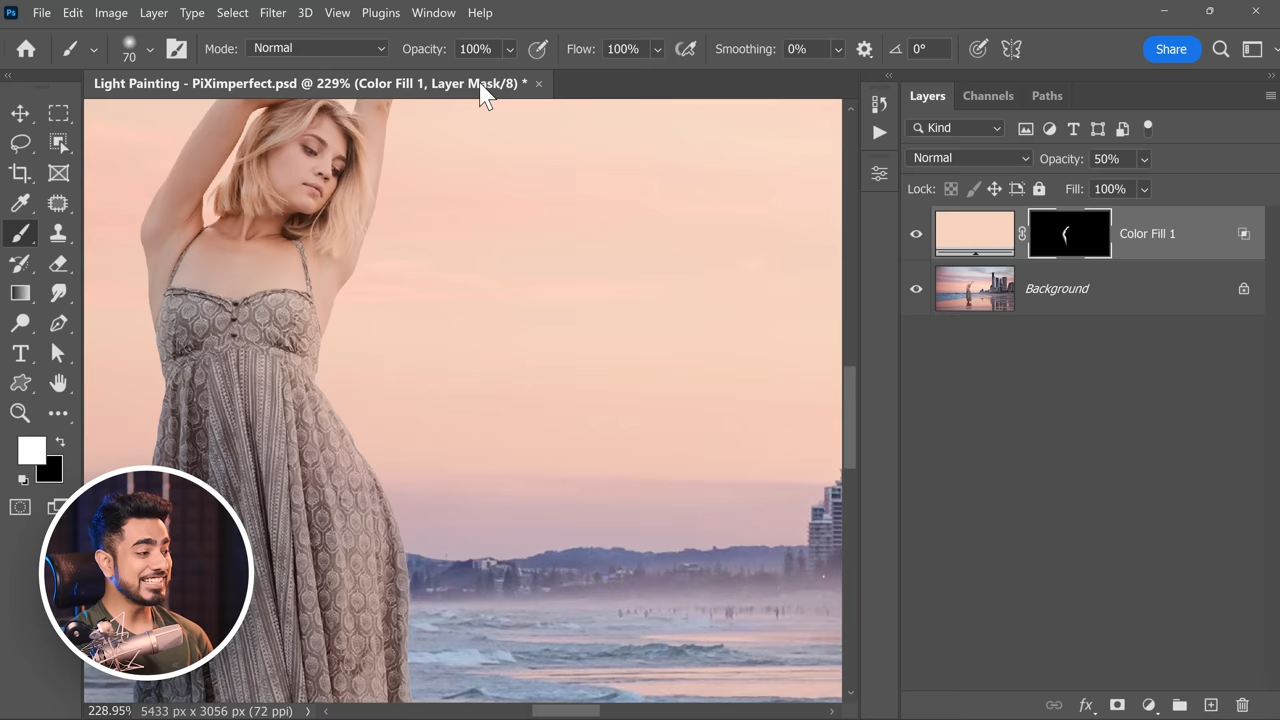 Ps File Edit Image Layer Type Select Filter 3D View Plugins Window Help
70 Mode: Normal Opacity: 100% Flow: 100% Smoothing: 0% 0° Share
Light Painting - PiXimperfect.psd @ 229% (Color Fill 1, Layer Mask/8) * ×
Layers Channels Paths
Kind
Normal Opacity: 50%
Lock: Fill: 100%
Color Fill 1
Background
228.95% 5433 px x 3056 px (72 ppi)